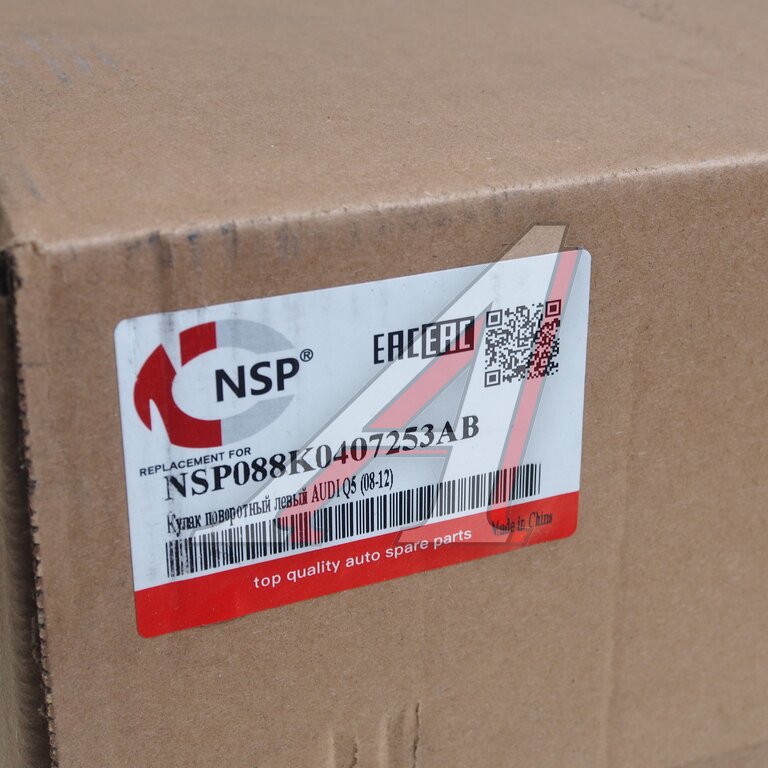 NSP®
EAC EAC
REPLACEMENT FOR
NSP088K0407253AB
Кулак поворотный левый AUDI Q5 (08-12)
top quality auto spare parts
Made in China